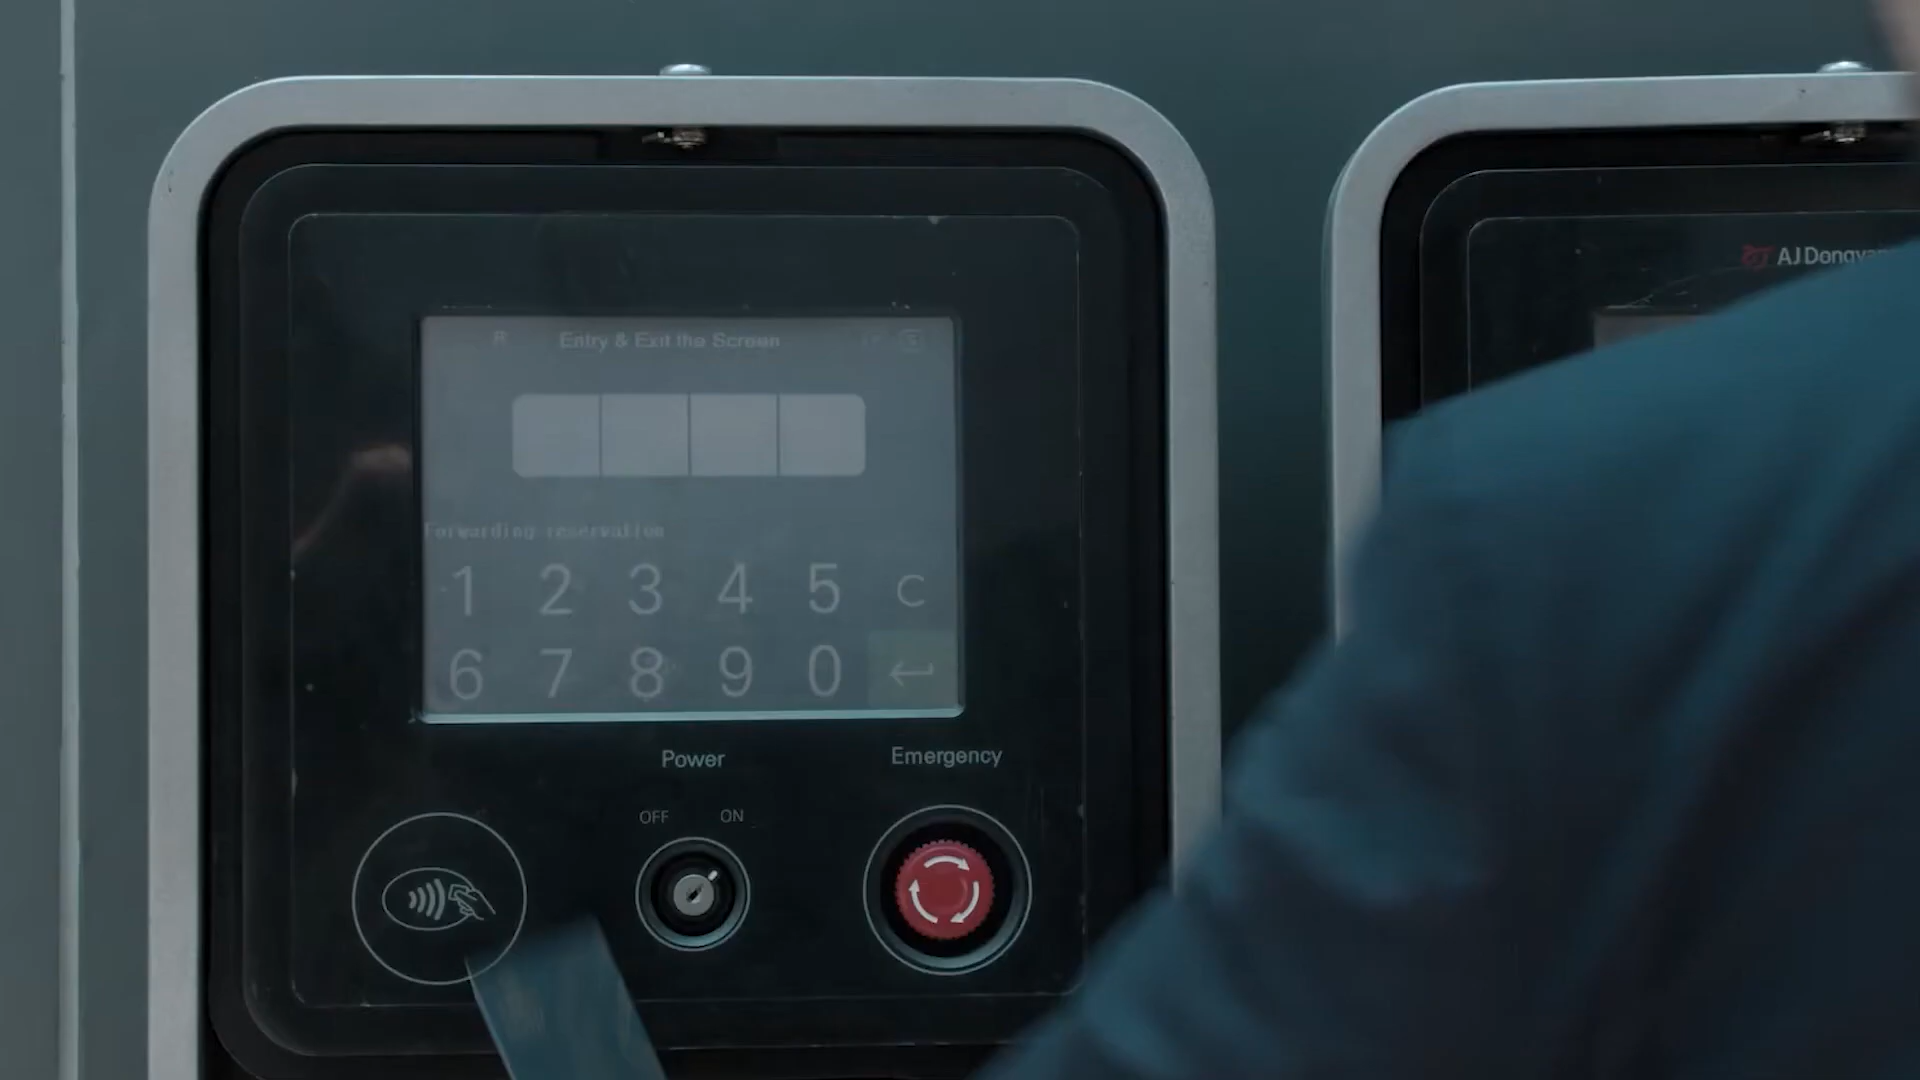 Entry & Exit the Screen
Forwarding reservation
1 2 3 4 5 C
6 7 8 9 0
Power
Emergency
OFF ON
AJ